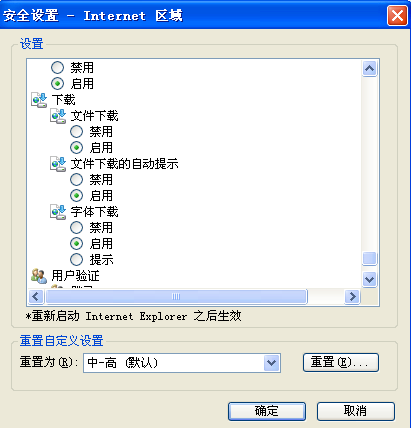 安全设置 - Internet 区域
设置
禁用
启用
下载
文件下载
禁用
启用
文件下载的自动提示
禁用
启用
字体下载
禁用
启用
提示
用户验证
*重新启动 Internet Explorer 之后生效
重置自定义设置
重置为(R): 中-高 (默认) 重置(E)...
确定 取消